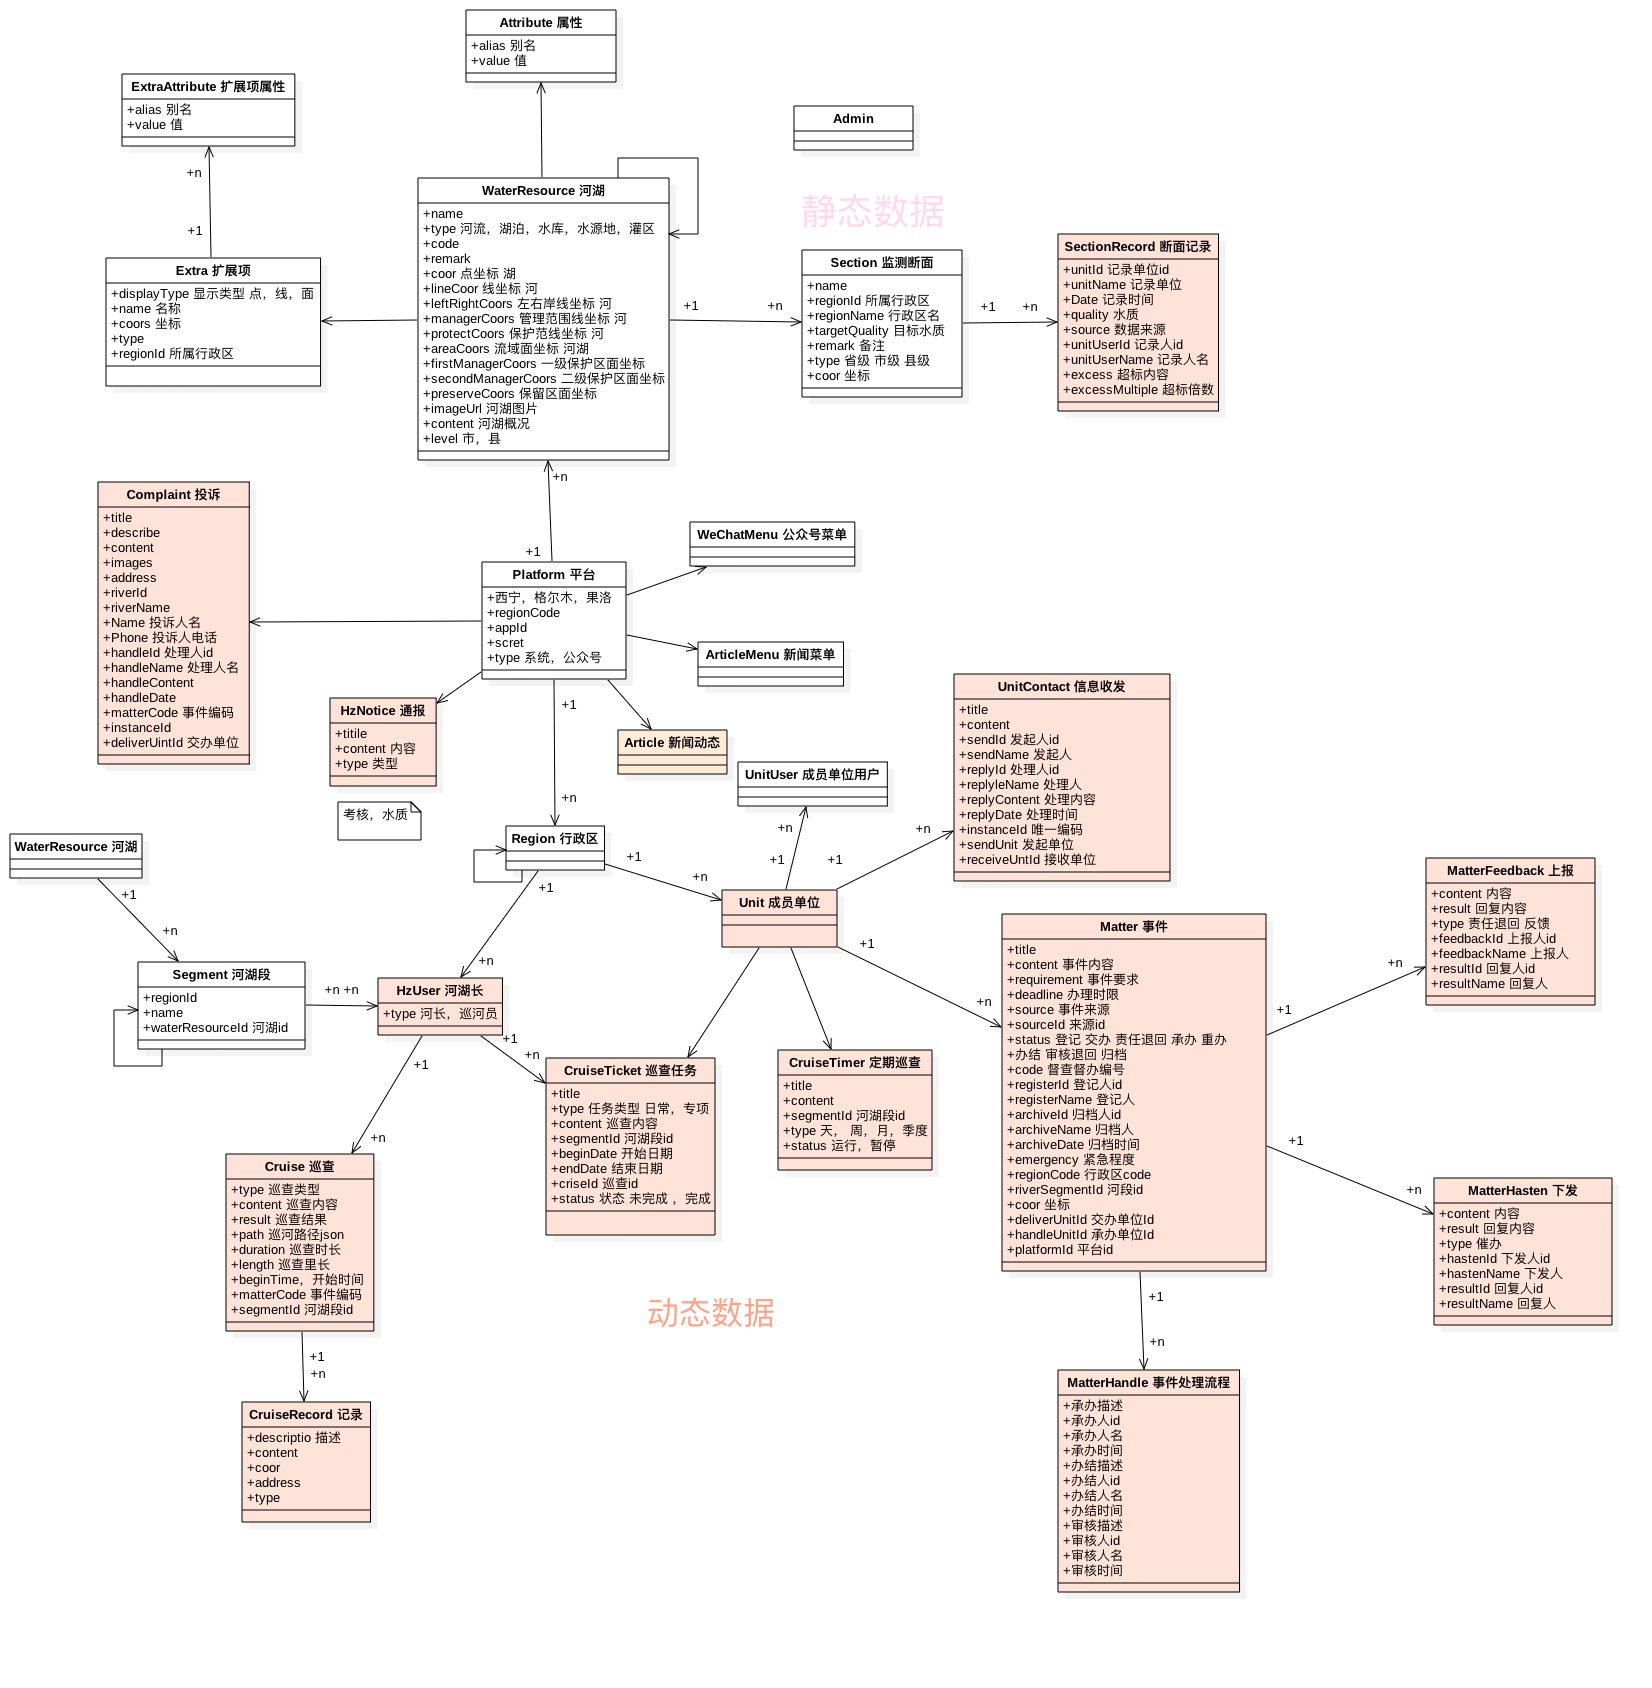 Attribute 属性
+alias 别名
+value 值
ExtraAttribute 扩展项属性
+alias 别名
+value 值
+n
+1
Admin
静态数据
Extra 扩展项
+displayType 显示类型 点，线，面
+name 名称
+coors 坐标
+type
+regionId 所属行政区
WaterResource 河湖
+name
+type 河流，湖泊，水库，水源地，灌区
+code
+remark
+coor 点坐标 湖
+lineCoor 线坐标 河
+leftRightCoors 左右岸线坐标 河
+managerCoors 管理范围线坐标 河
+protectCoors 保护范线坐标 河
+areaCoors 流域面坐标 河湖
+firstManagerCoors 一级保护区面坐标
+secondManagerCoors 二级保护区面坐标
+preserveCoors 保留区面坐标
+imageUrl 河湖图片
+content 河湖概况
+level 市，县
+1
+n
Section 监测断面
+name
+regionId 所属行政区
+regionName 行政区名
+targetQuality 目标水质
+remark 备注
+type 省级 市级 县级
+coor 坐标
+1
+n
SectionRecord 断面记录
+unitId 记录单位id
+unitName 记录单位
+Date 记录时间
+quality 水质
+source 数据来源
+unitUserId 记录人id
+unitUserName 记录人名
+excess 超标内容
+excessMultiple 超标倍数
+n
+1
Complaint 投诉
+title
+describe
+content
+images
+address
+riverId
+riverName
+Name 投诉人名
+Phone 投诉人电话
+handleId 处理人id
+handleName 处理人名
+handleContent
+handleDate
+matterCode 事件编码
+instanceId
+deliverUintId 交办单位
Platform 平台
+西宁，格尔木，果洛
+regionCode
+appId
+scret
+type 系统，公众号
WeChatMenu 公众号菜单
ArticleMenu 新闻菜单
HzNotice 通报
+titile
+content 内容
+type 类型
考核，水质
+1
+n
Article 新闻动态
UnitUser 成员单位用户
+n
+1
UnitContact 信息收发
+title
+content
+sendId 发起人id
+sendName 发起人
+replyId 处理人id
+replyleName 处理人
+replyContent 处理内容
+replyDate 处理时间
+instanceId 唯一编码
+sendUnit 发起单位
+receiveUntId 接收单位
+n
+1
Region 行政区
+1
+n
+1
+n
WaterResource 河湖
+1
+n
Unit 成员单位
+1
+n
Segment 河湖段
+regionId
+name
+waterResourceId 河湖id
+n +n
HzUser 河湖长
+type 河长，巡河员
+1
+n
+1
+n
CruiseTicket 巡查任务
+title
+type 任务类型 日常，专项
+content 巡查内容
+segmentId 河湖段id
+beginDate 开始日期
+endDate 结束日期
+criseId 巡查id
+status 状态 未完成 ，完成
CruiseTimer 定期巡查
+title
+content
+segmentId 河湖段id
+type 天， 周，月，季度
+status 运行，暂停
Matter 事件
+title
+content 事件内容
+requirement 事件要求
+deadline 办理时限
+source 事件来源
+sourceId 来源id
+status 登记 交办 责任退回 承办 重办
+办结 审核退回 归档
+code 督查督办编号
+registerId 登记人id
+registerName 登记人
+archiveId 归档人id
+archiveName 归档人
+archiveDate 归档时间
+emergency 紧急程度
+regionCode 行政区code
+riverSegmentId 河段id
+coor 坐标
+deliverUnitId 交办单位Id
+handleUnitId 承办单位Id
+platformId 平台id
+1
+n
MatterFeedback 上报
+content 内容
+result 回复内容
+type 责任退回 反馈
+feedbackId 上报人id
+feedbackName 上报人
+resultId 回复人id
+resultName 回复人
+1
+n
MatterHasten 下发
+content 内容
+result 回复内容
+type 催办
+hastenId 下发人id
+hastenName 下发人
+resultId 回复人id
+resultName 回复人
Cruise 巡查
+type 巡查类型
+content 巡查内容
+result 巡查结果
+path 巡河路径json
+duration 巡查时长
+length 巡查里长
+beginTime，开始时间
+matterCode 事件编码
+segmentId 河湖段id
动态数据
+1
+n
+1
+n
CruiseRecord 记录
+descriptio 描述
+content
+coor
+address
+type
MatterHandle 事件处理流程
+承办描述
+承办人id
+承办人名
+承办时间
+办结描述
+办结人id
+办结人名
+办结时间
+审核描述
+审核人id
+审核人名
+审核时间